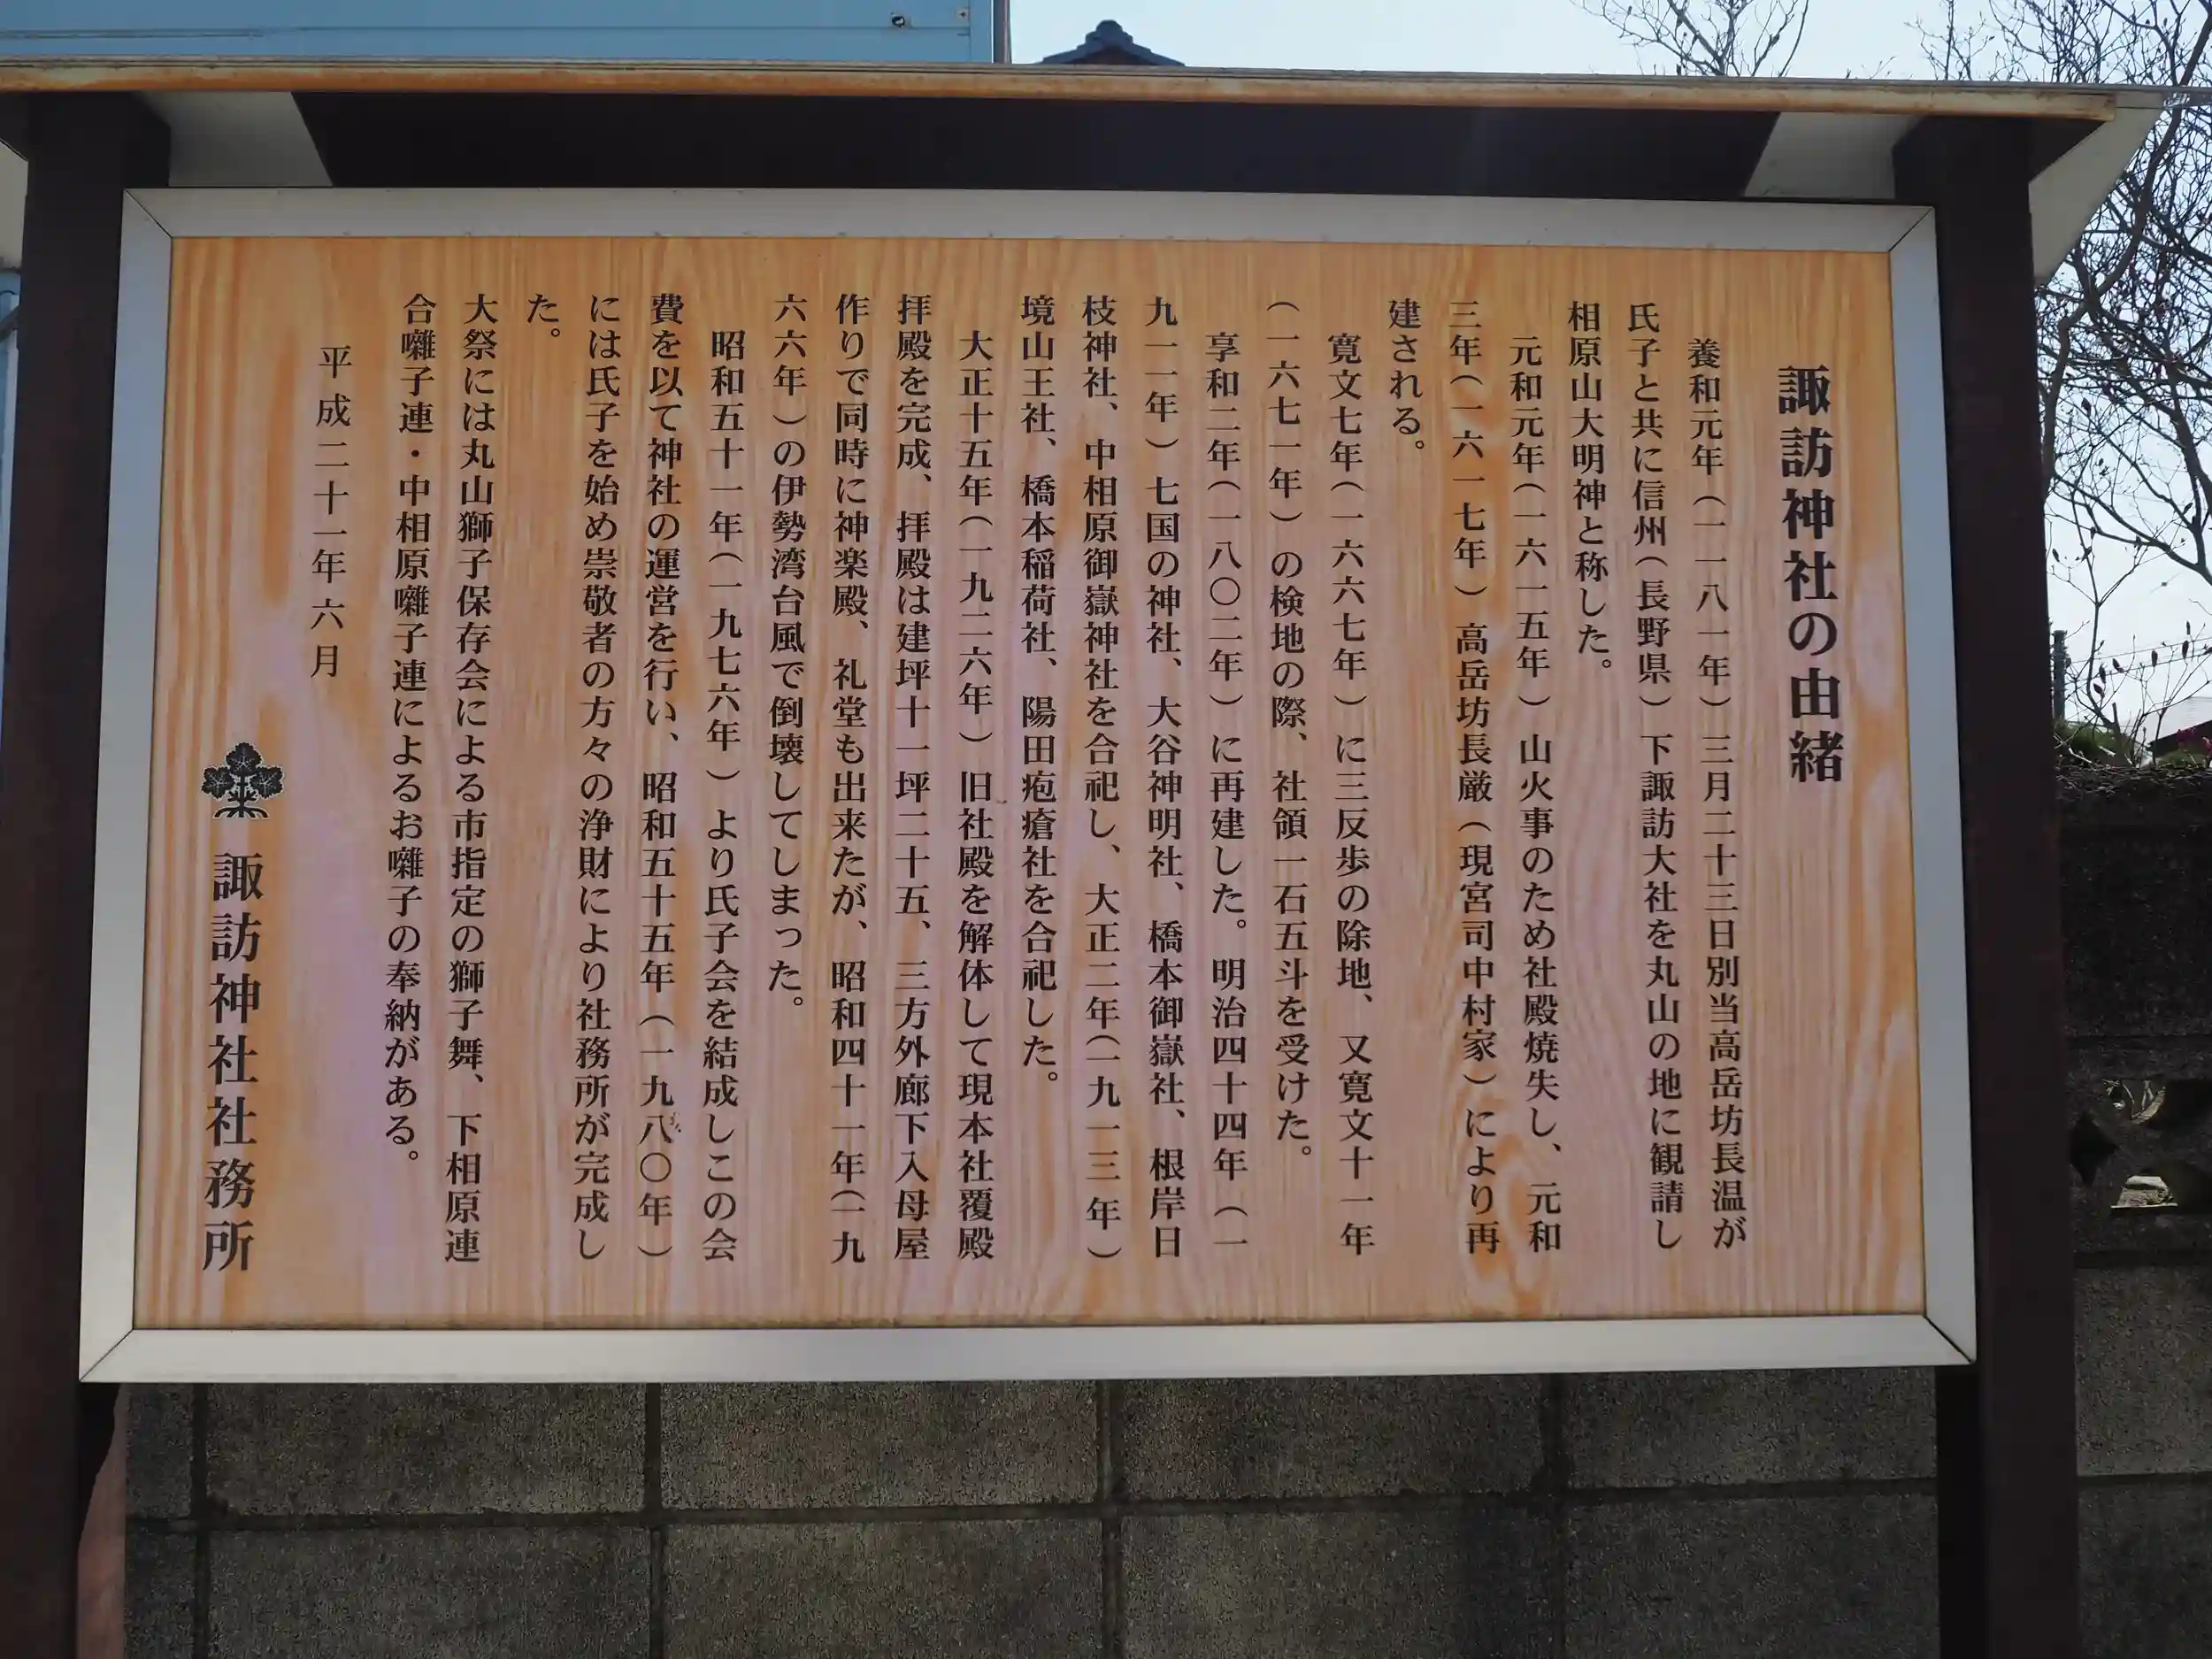 諏訪神社の由緒
養和元年（一一八一年）三月二十三日別当高岳坊長温が
氏子と共に信州（長野県）下諏訪大社を丸山の地に観請し
相原山大明神と称した。
元和元年（一六一五年）山火事のため社殿焼失し、元和
三年（一六一七年）高岳坊長厳（現宮司中村家）により再
建される。
寛文七年（一六六七年）に三反歩の除地、又寛文十一年
（一六七一年）の検地の際、社領一石五斗を受けた。
享和二年（一八〇二年）に再建した。明治四十四年（一
九一一年）七国の神社、大谷神明社、橋本御嶽社、根岸日
枝神社、中相原御嶽神社を合祀し、大正二年（一九一三年）
境山王社、橋本稲荷社、陽田疱瘡社を合祀した。
大正十五年（一九二六年）旧社殿を解体して現本社覆殿
拝殿を完成、拝殿は建坪十一坪二十五、三方外廊下入母屋
作りで同時に神楽殿、礼堂も出来たが、昭和四十一年（一九
六六年）の伊勢湾台風で倒壊してしまった。
昭和五十一年（一九七六年）より氏子会を結成しこの会
費を以て神社の運営を行い、昭和五十五年（一九八〇年）
には氏子を始め崇敬者の方々の浄財により社務所が完成し
た。
大祭には丸山獅子保存会による市指定の獅子舞、下相原連
合囃子連・中相原囃子連によるお囃子の奉納がある。
平成二十一年六月
諏訪神社社務所